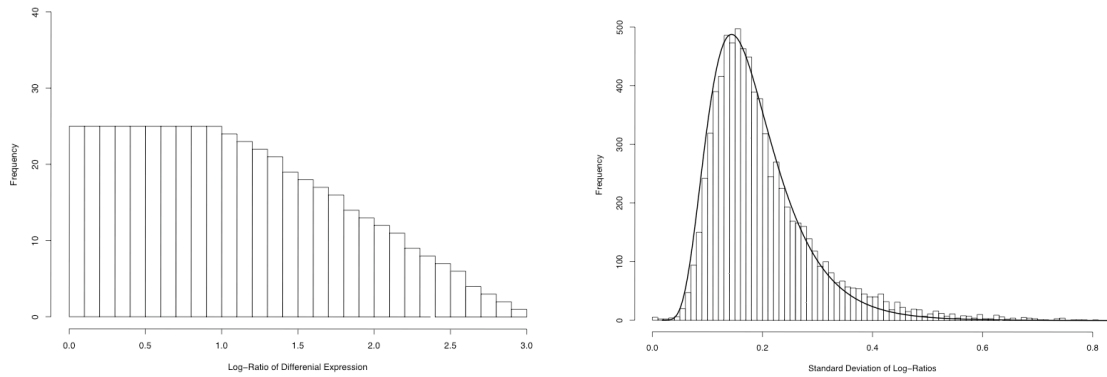 40
30
20
10
0
Frequency
0.0 0.5 1.0 1.5 2.0 2.5 3.0
Log−Ratio of Differenial Expression
500
400
300
200
100
0
Frequency
0.0 0.2 0.4 0.6 0.8
Standard Deviation of Log−Ratios